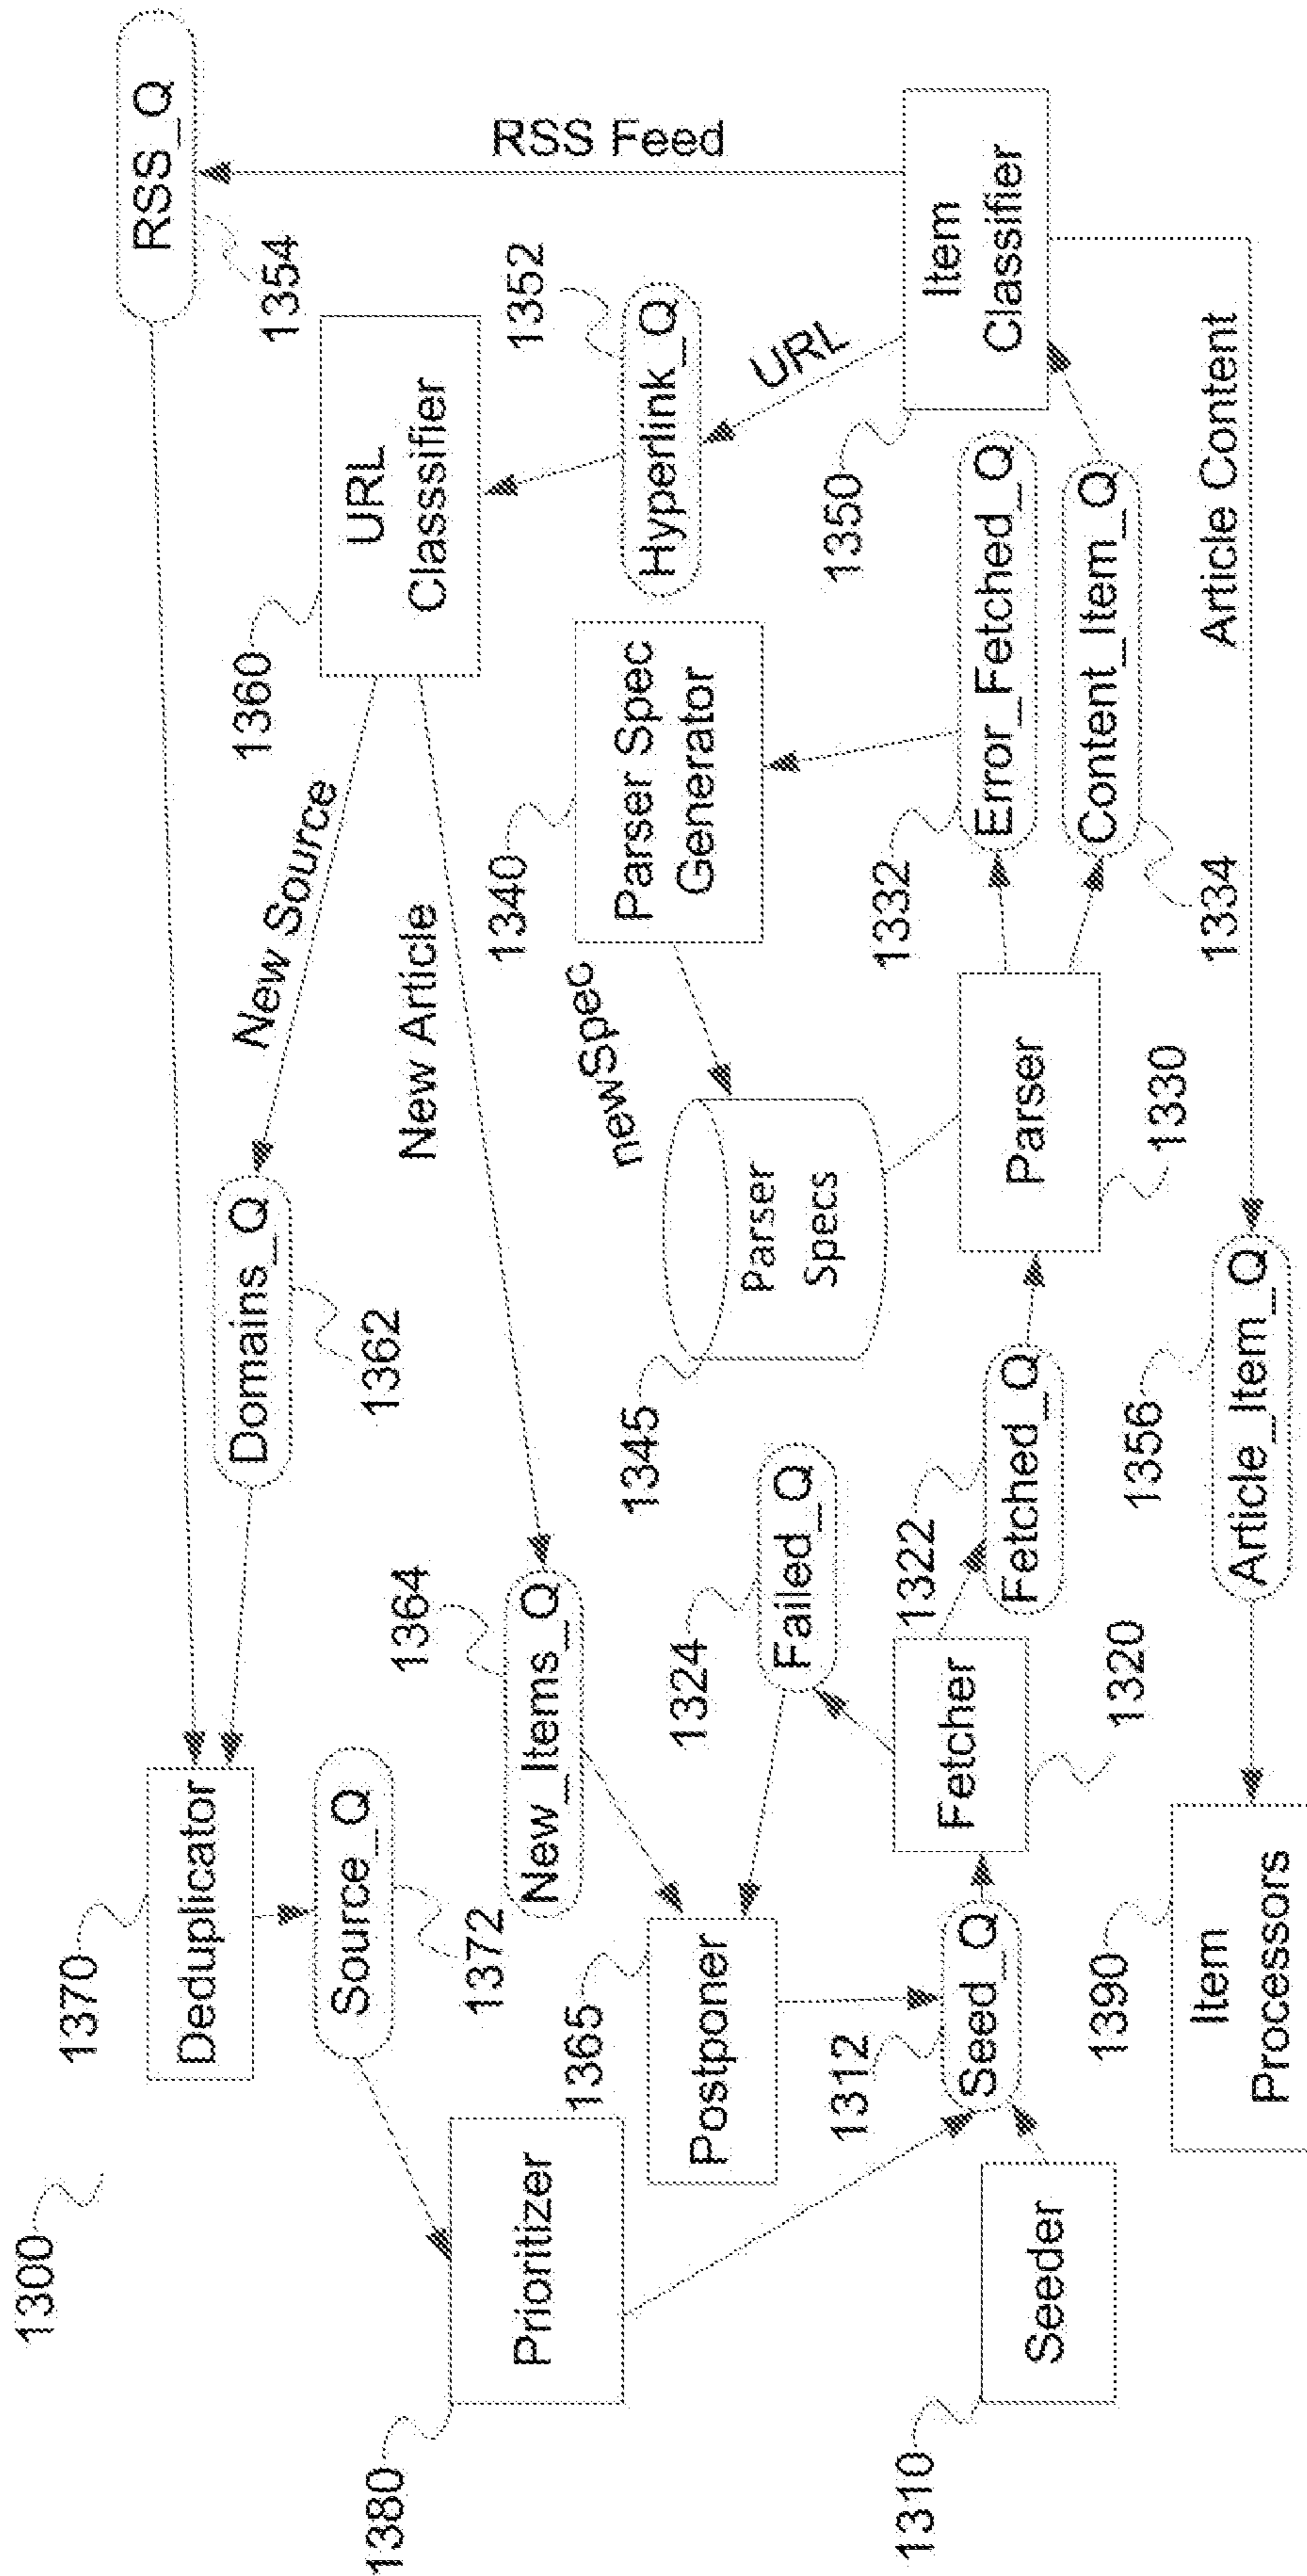 1300
1370
Deduplicator
RSS_Q
1354
Domains_Q
1362
New Source
1360
URL
Classsifier
Source_Q
1372
1380
Prioritizer
1364
New_Items_Q
New Article
1352
Hyperlink_Q
RSS Feed
1365
Postponer
1324
Failed_Q
1345
Parser
Specs
newSpec
1340
Parser Spec
Generator
URL
1350
Item
Classifier
1310
Seeder
1312
Seed_Q
Fetcher
1320
1322
Fetched_Q
Parser
1330
1332
Error_Fetched_Q
Content_Item_Q
1334
1390
Item
Processors
1356
Article_Item_Q
Article Content